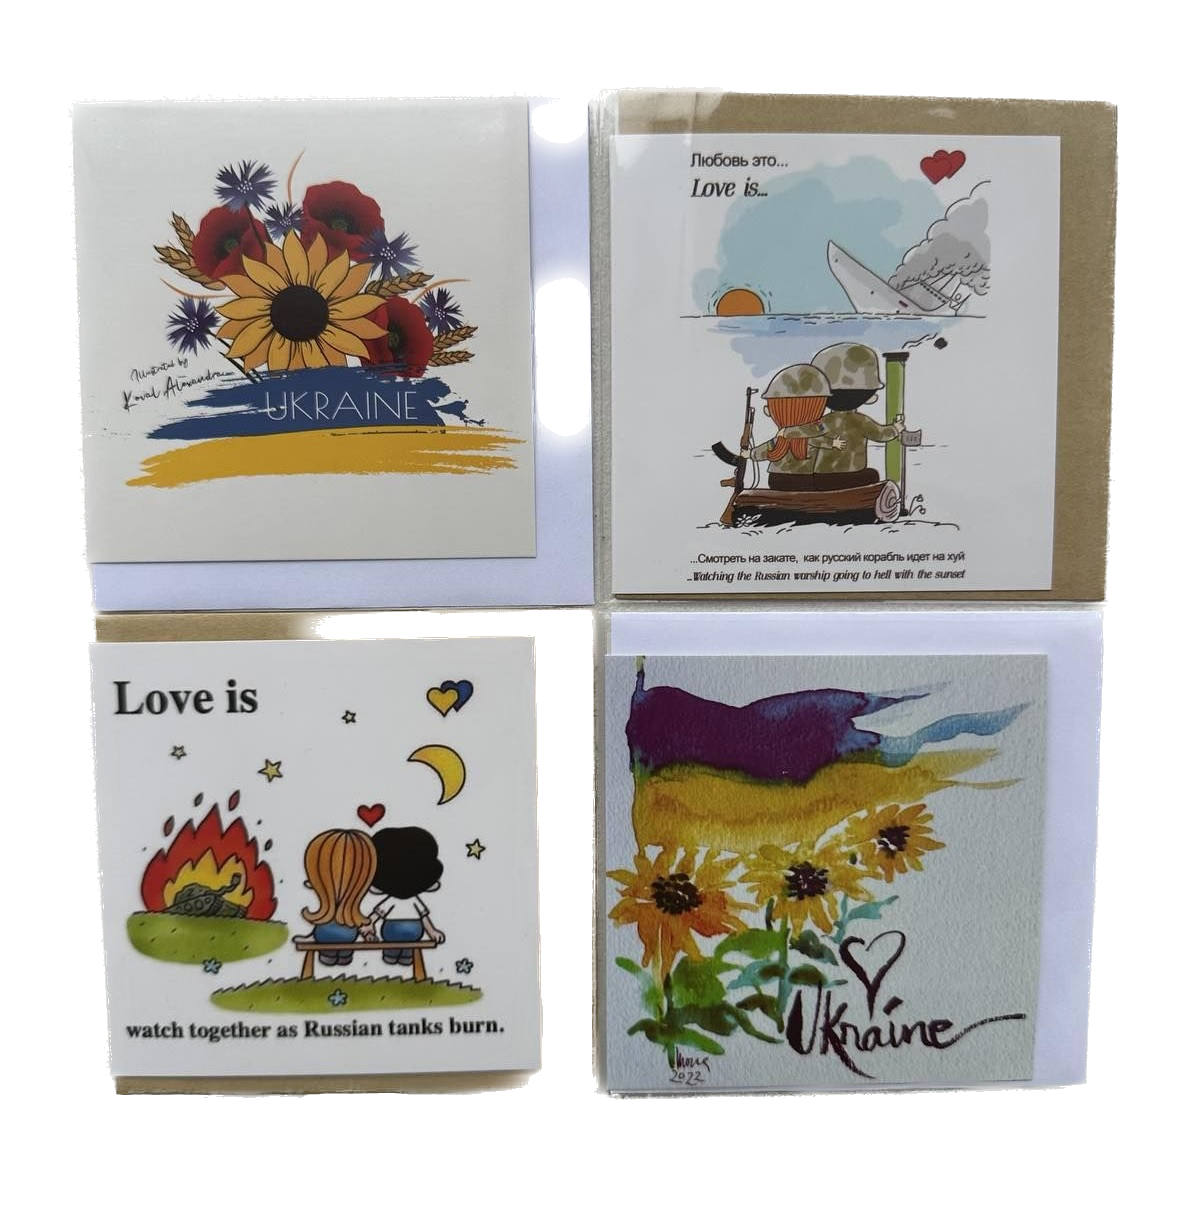 Illustrated by
Koval Alexandra
UKRAINE
Любовь это...
Love is...
...Смотреть на закате, как русский корабль идет на хуй
...Watching the Russian warship going to hell with the sunset
Love is
watch together as Russian tanks burn.
Ukraine
2022